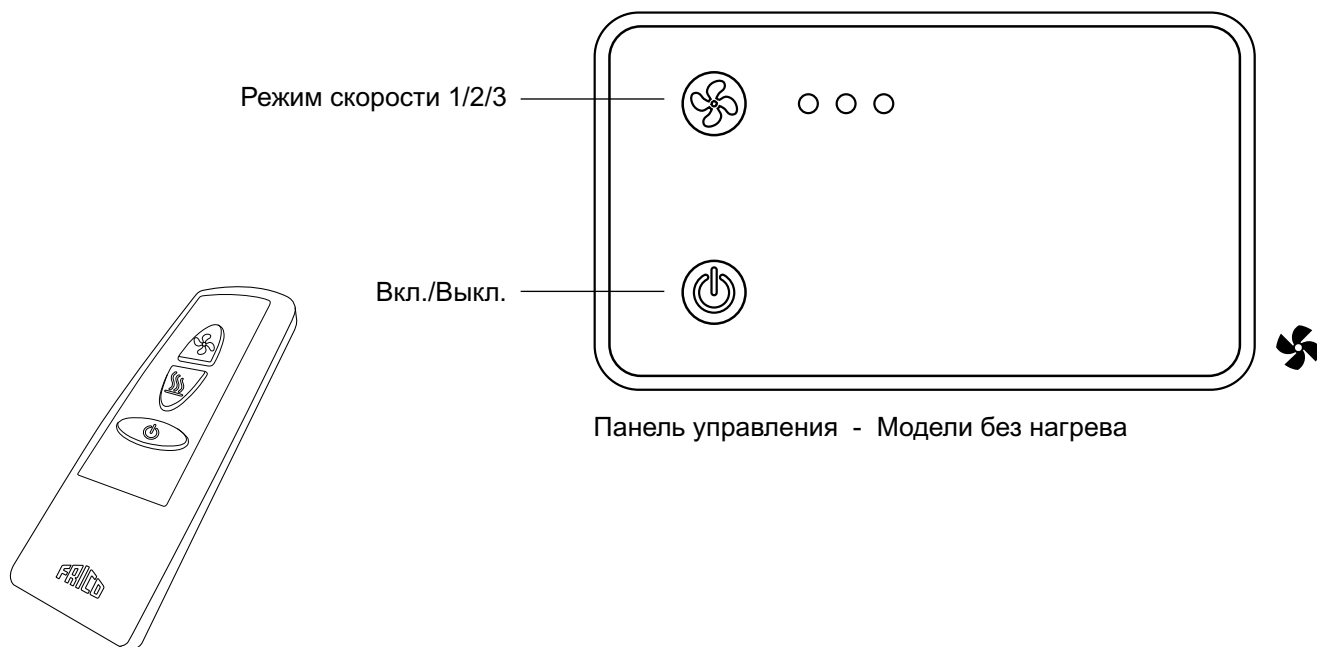 Режим скорости 1/2/3
Вкл./Выкл.
Панель управления - Модели без нагрева
FRICO